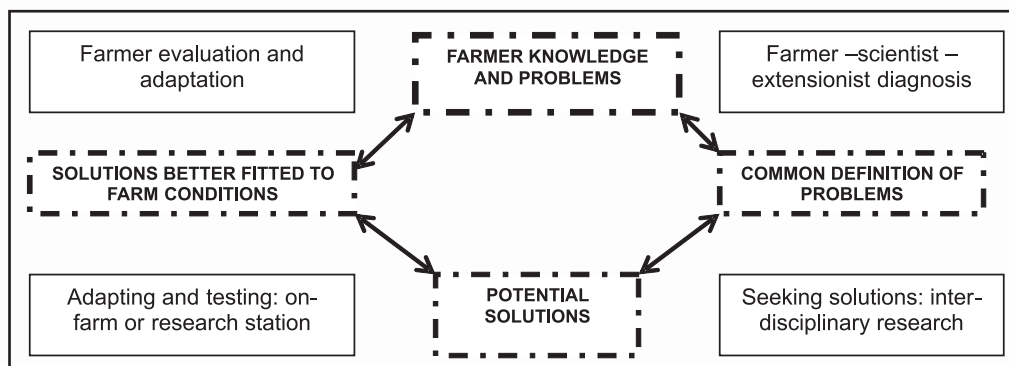 Farmer evaluation and
adaptation
FARMER KNOWLEDGE
AND PROBLEMS
Farmer –scientist –
extensionist diagnosis
SOLUTIONS BETTER FITTED TO
FARM CONDITIONS
COMMON DEFINITION OF
PROBLEMS
Adapting and testing: on-
farm or research station
POTENTIAL
SOLUTIONS
Seeking solutions: inter-
disciplinary research